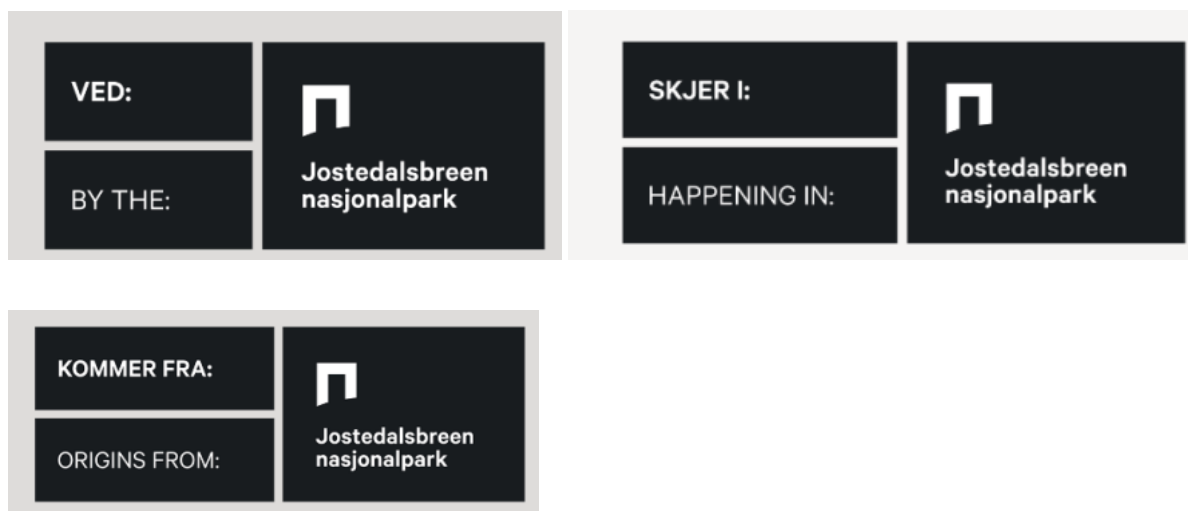 VED:
BY THE:
Jostedalsbreen
nasjonalpark
SKJER I:
HAPPENING IN:
Jostedalsbreen
nasjonalpark
KOMMER FRA:
ORIGINS FROM:
Jostedalsbreen
nasjonalpark